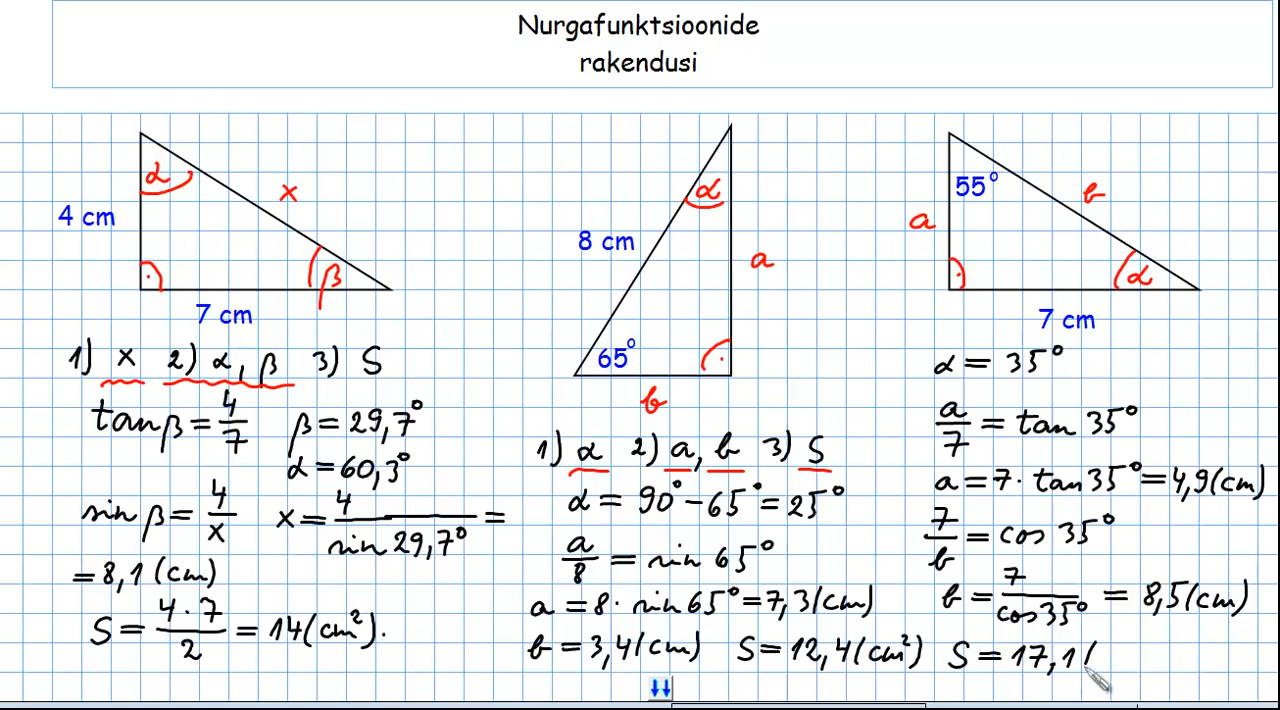 Nurgafunktsioonide
rakendusi
α
x
4 cm
β
7 cm
1) x 2) α, β 3) S
tan β = 4/7 β = 29,7°
α = 60,3°
sin β = 4/x x = 4/sin 29,7° =
= 8,1 (cm)
S = 4 · 7/2 = 14 (cm²).
α
8 cm
a
65°
b
1) α 2) a, b 3) S
α = 90° - 65° = 25°
a/8 = sin 65°
a = 8 · sin 65° = 7,3 (cm)
b = 3,4 (cm) S = 12,4 (cm²)
55°
b
a
α
7 cm
α = 35°
a/7 = tan 35°
a = 7 · tan 35° = 4,9 (cm)
7/b = cos 35°
b = 7/cos 35° = 8,5 (cm)
S = 17,1 (